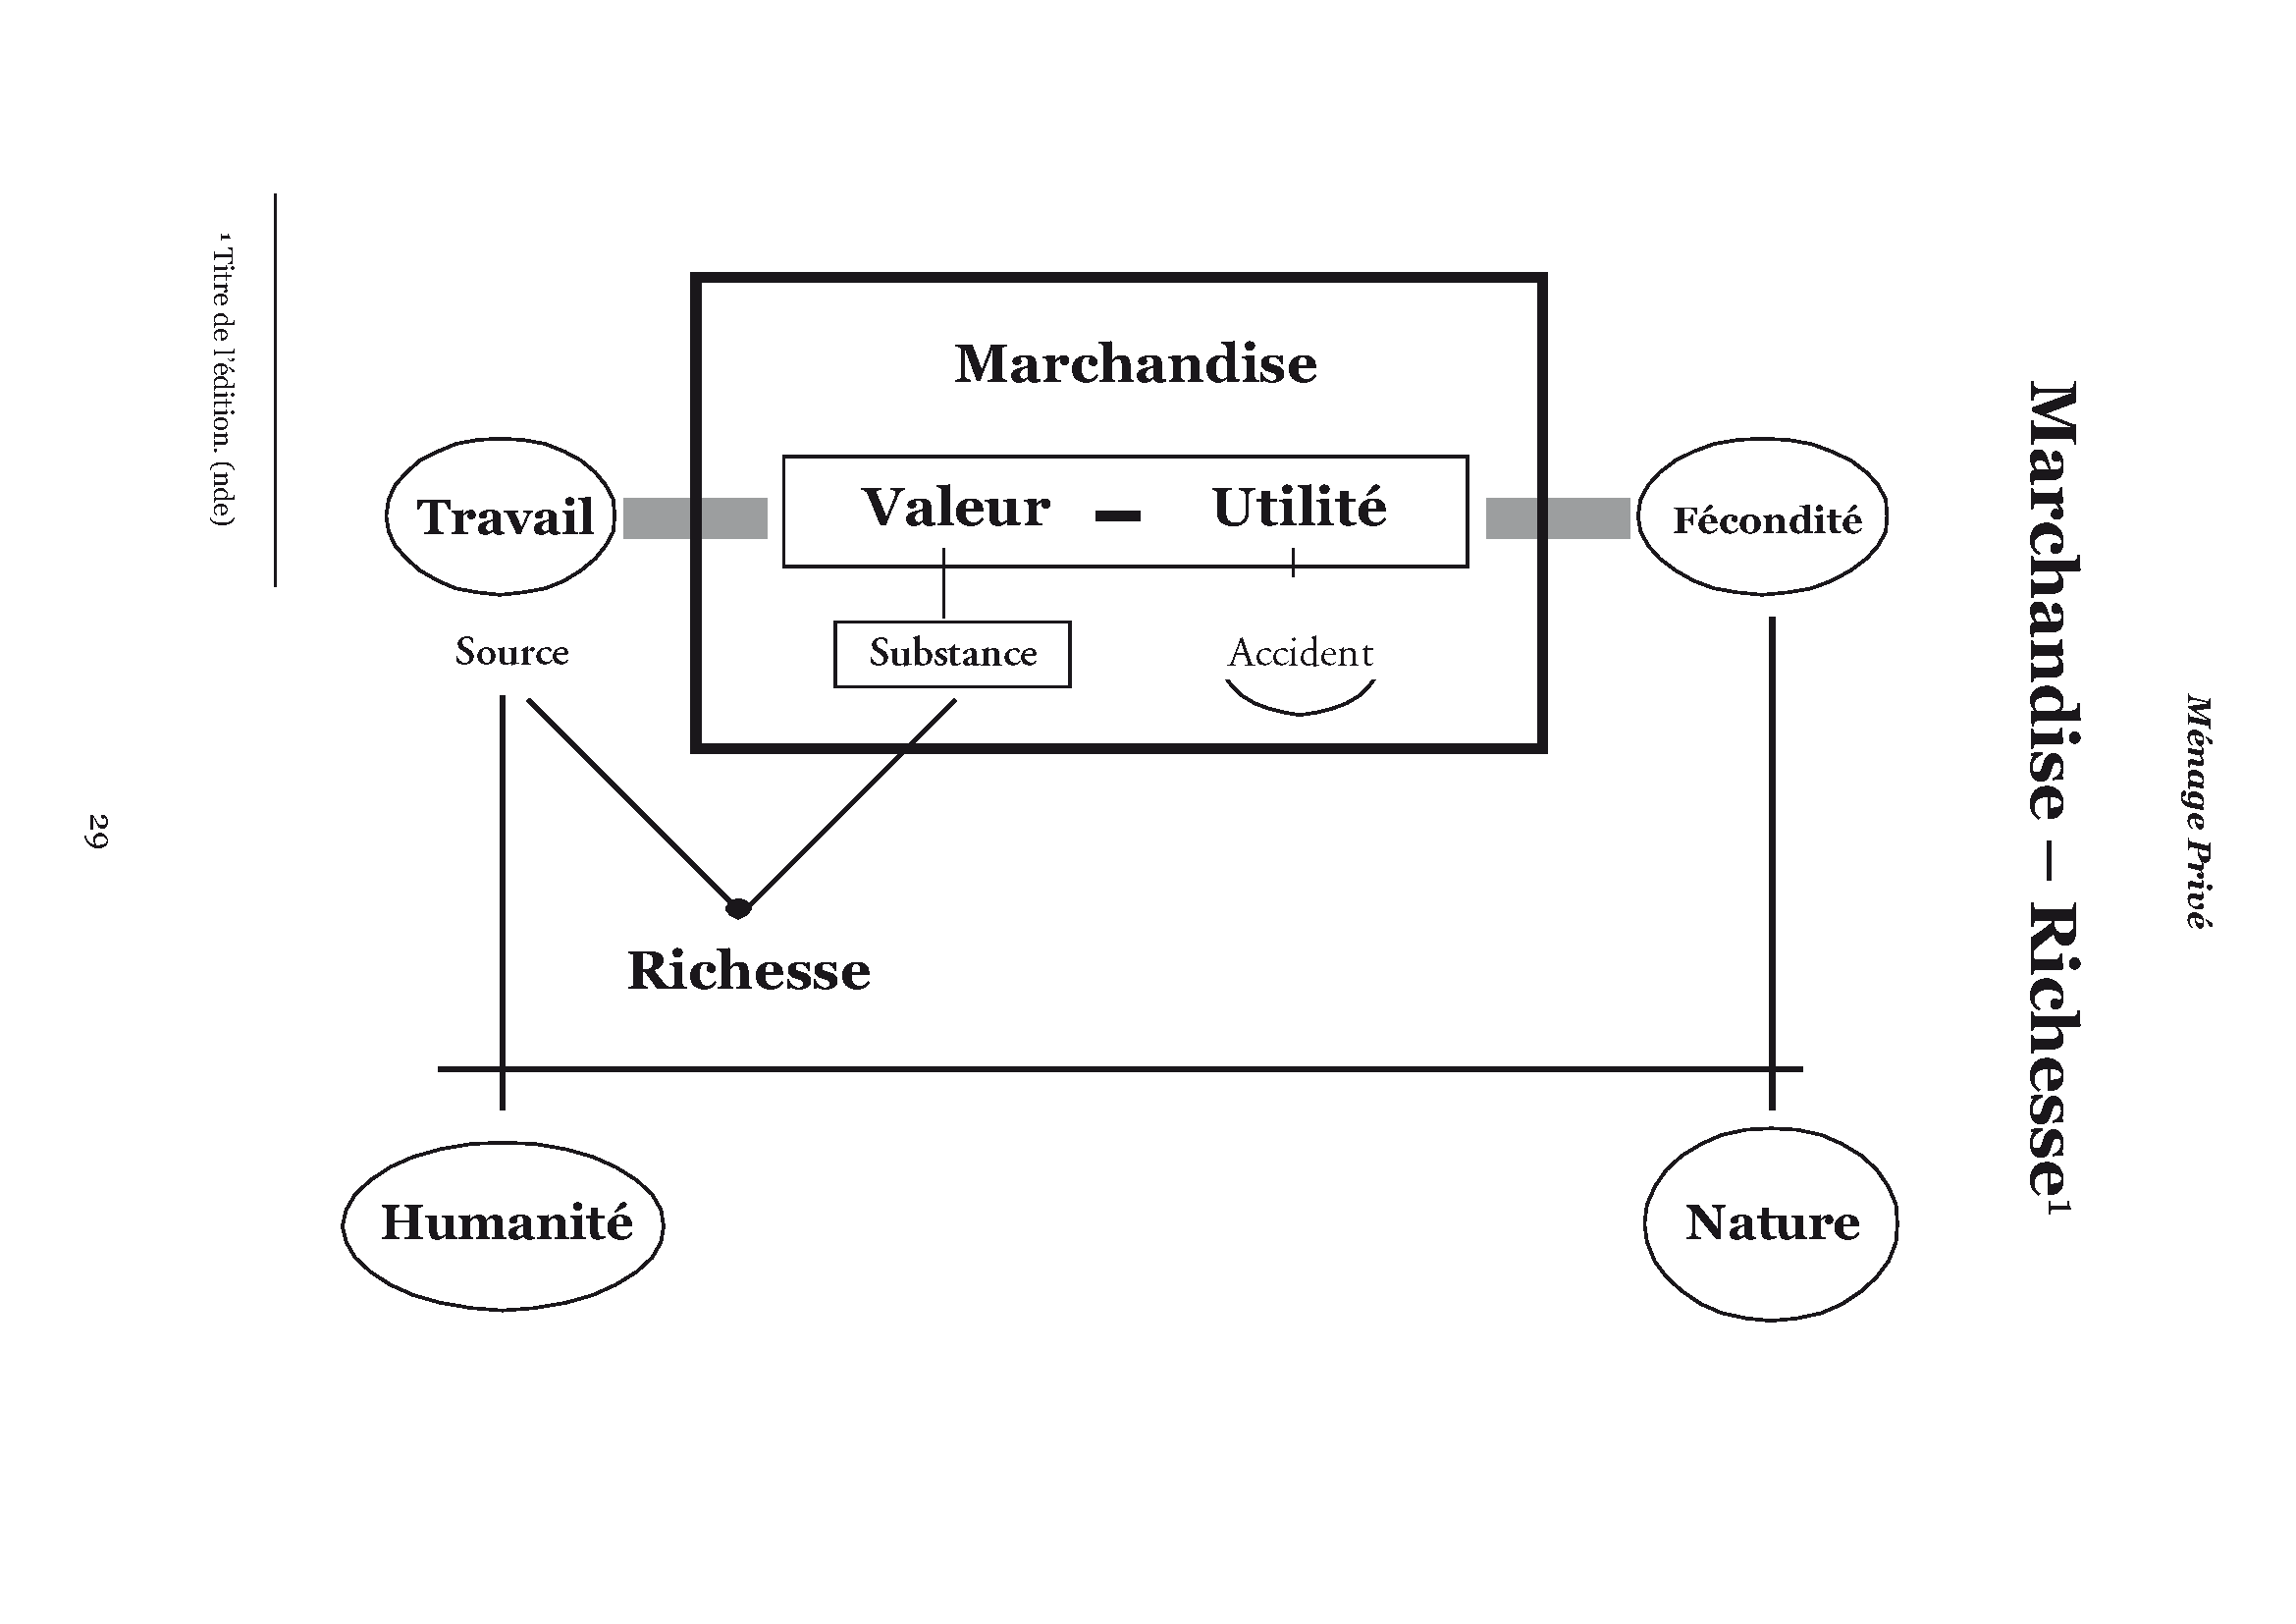 Ménage Privé
Marchandise – Richesse¹
Marchandise
Travail
Valeur – Utilité
Fécondité
Source
Substance
Accident
Richesse
Humanité
Nature
¹ Titre de l'édition. (nde)
29